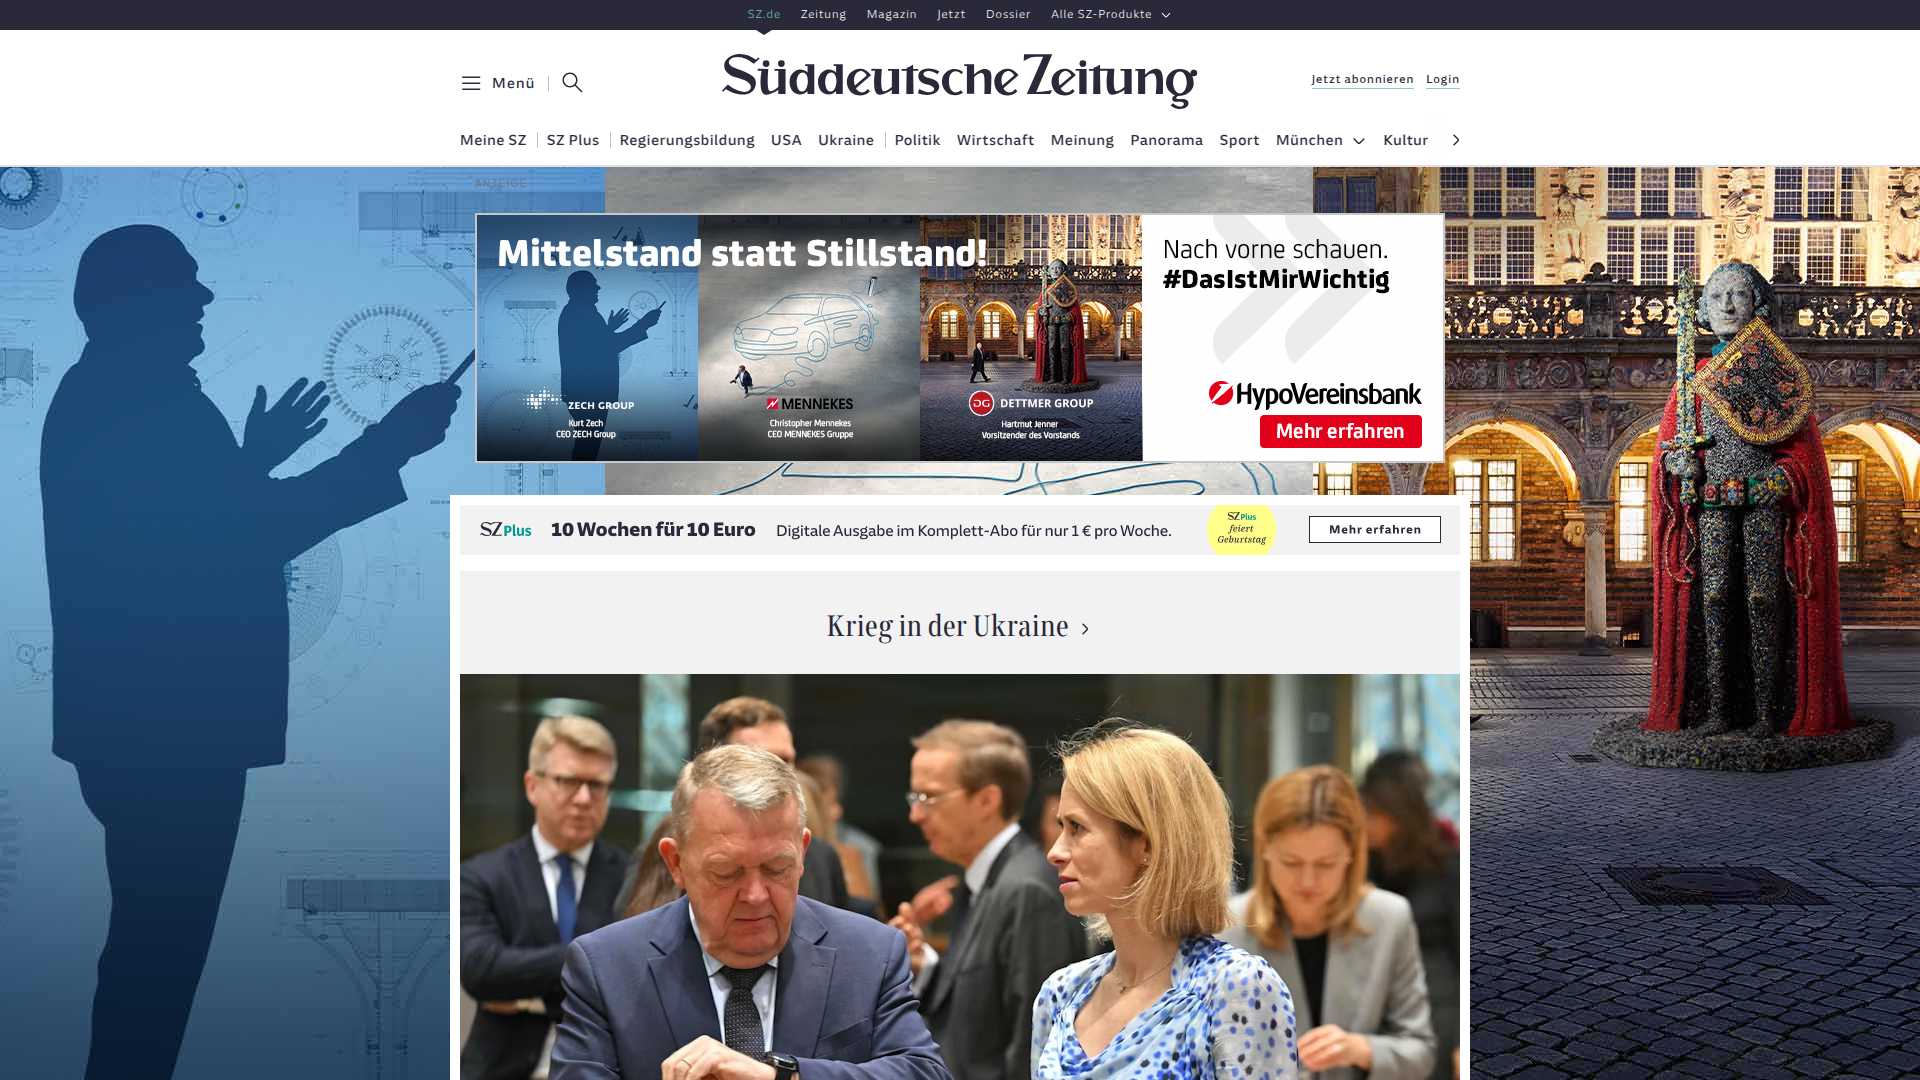 SZ.de Zeitung Magazin Jetzt Dossier Alle SZ-Produkte
Menü
Süddeutsche Zeitung
Jetzt abonnieren Login
Meine SZ SZ Plus Regierungsbildung USA Ukraine Politik Wirtschaft Meinung Panorama Sport München Kultur
ANZEIGE
Mittelstand statt Stillstand!
ZECH GROUP
Kurt Zech
CEO ZECH Group
MENNEKES
Christopher Mennekes
CEO MENNEKES Gruppe
DG DETTMER GROUP
Hartmut Jenner
Vorsitzender des Vorstands
Nach vorne schauen.
#DasIstMirWichtig
HypoVereinsbank
Mehr erfahren
SZ Plus 10 Wochen für 10 Euro Digitale Ausgabe im Komplett-Abo für nur 1 € pro Woche.
SZ Plus
feiert
Geburtstag
Mehr erfahren
Krieg in der Ukraine